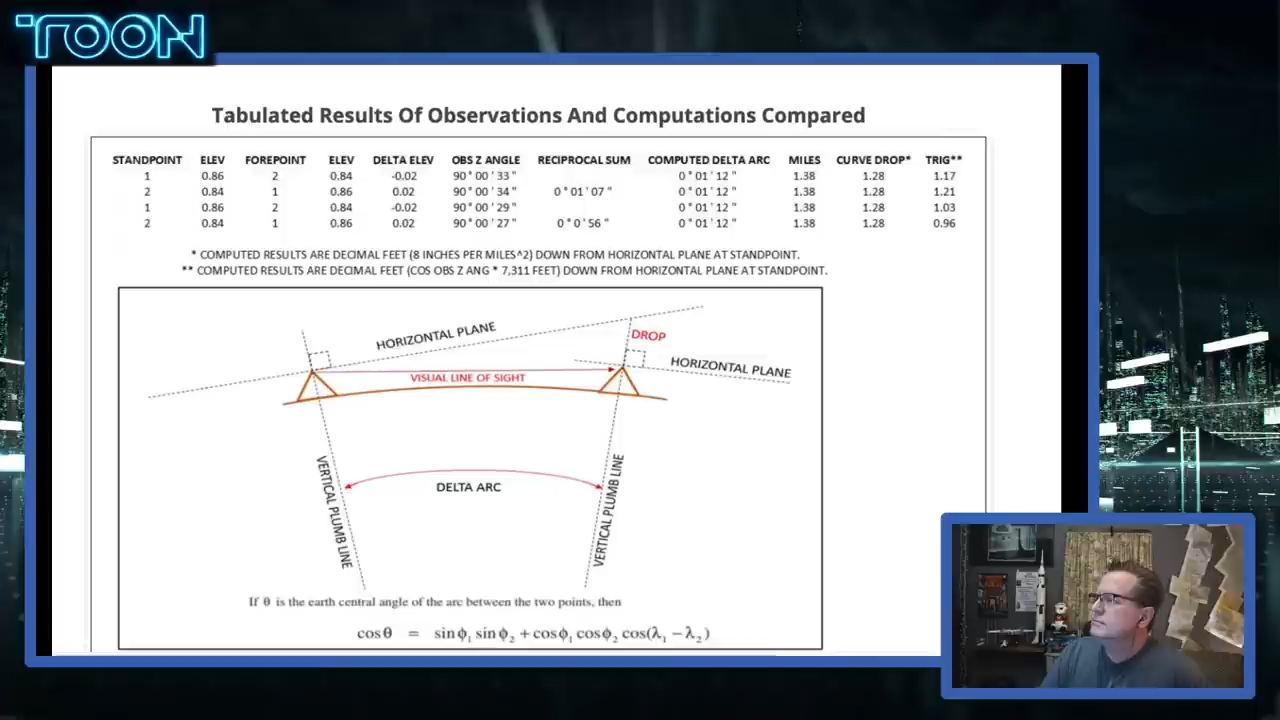 TOON
Tabulated Results Of Observations And Computations Compared
STANDPOINT ELEV FOREPOINT ELEV DELTA ELEV OBS Z ANGLE RECIPROCAL SUM COMPUTED DELTA ARC MILES CURVE DROP* TRIG**
1 0.86 2 0.84 -0.02 90 ° 00 ' 33 " 0 ° 01 ' 12 " 1.38 1.28 1.17
2 0.84 1 0.86 0.02 90 ° 00 ' 34 " 0 ° 01 ' 07 " 0 ° 01 ' 12 " 1.38 1.28 1.21
1 0.86 2 0.84 -0.02 90 ° 00 ' 29 " 0 ° 01 ' 12 " 1.38 1.28 1.03
2 0.84 1 0.86 0.02 90 ° 00 ' 27 " 0 ° 0 ' 56 " 0 ° 01 ' 12 " 1.38 1.28 0.96
* COMPUTED RESULTS ARE DECIMAL FEET (8 INCHES PER MILES^2) DOWN FROM HORIZONTAL PLANE AT STANDPOINT.
** COMPUTED RESULTS ARE DECIMAL FEET (COS OBS Z ANG * 7,311 FEET) DOWN FROM HORIZONTAL PLANE AT STANDPOINT.
HORIZONTAL PLANE
DROP
HORIZONTAL PLANE
VISUAL LINE OF SIGHT
VERTICAL PLUMB LINE
DELTA ARC
VERTICAL PLUMB LINE
If θ is the earth central angle of the arc between the two points, then
cosθ = sinϕ₁ sinϕ₂ + cosϕ₁ cosϕ₂ cos(λ₁ − λ₂)